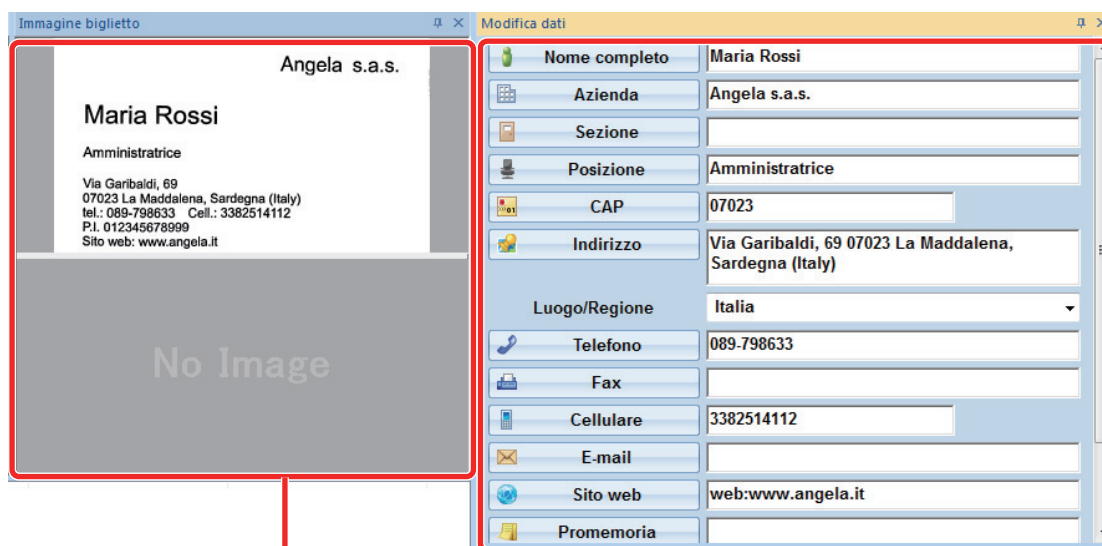 Immagine biglietto
Angela s.a.s.
Maria Rossi
Amministratrice
Via Garibaldi, 69
07023 La Maddalena, Sardegna (Italy)
tel.: 089-798633 Cell.: 3382514112
P.I. 012345678999
Sito web: www.angela.it
No Image
Modifica dati
Nome completo Maria Rossi
Azienda Angela s.a.s.
Sezione
Posizione Amministratrice
CAP 07023
Indirizzo Via Garibaldi, 69 07023 La Maddalena,
Sardegna (Italy)
Luogo/Regione Italia
Telefono 089-798633
Fax
Cellulare 3382514112
E-mail
Sito web web:www.angela.it
Promemoria